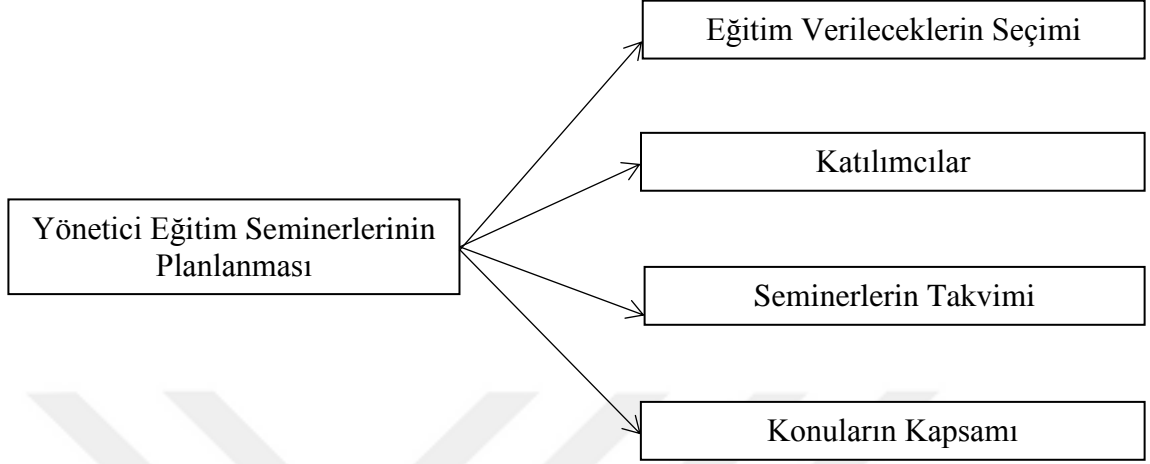 Eğitim Verileceklerin Seçimi
Katılımcılar
Yönetici Eğitim Seminerlerinin
Planlanması
Seminerlerin Takvimi
Konuların Kapsamı